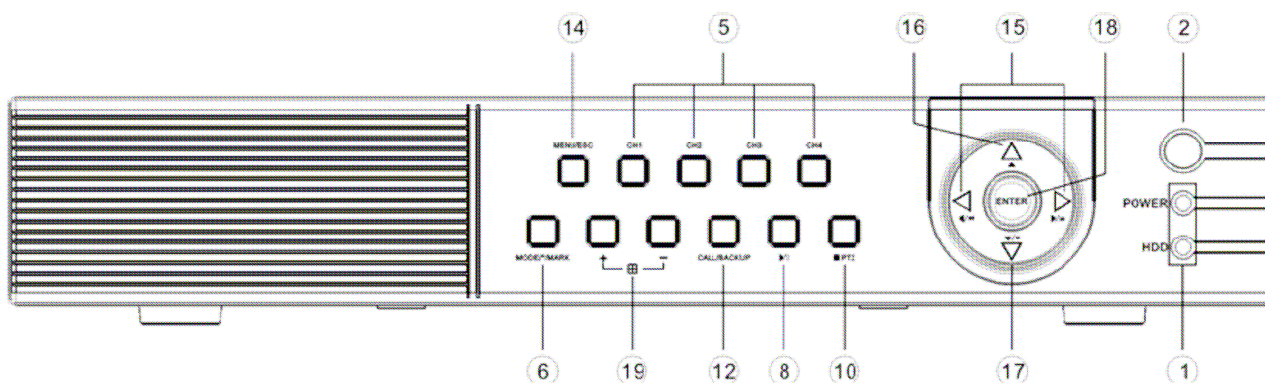 14 5 16 15 18 2
MENU/ESC CH1 CH2 CH3 CH4
ENTER
POWER
HDD
MODE/*/MARK + - CALL/BACKUP PTZ
6 19 12 8 10 17 1